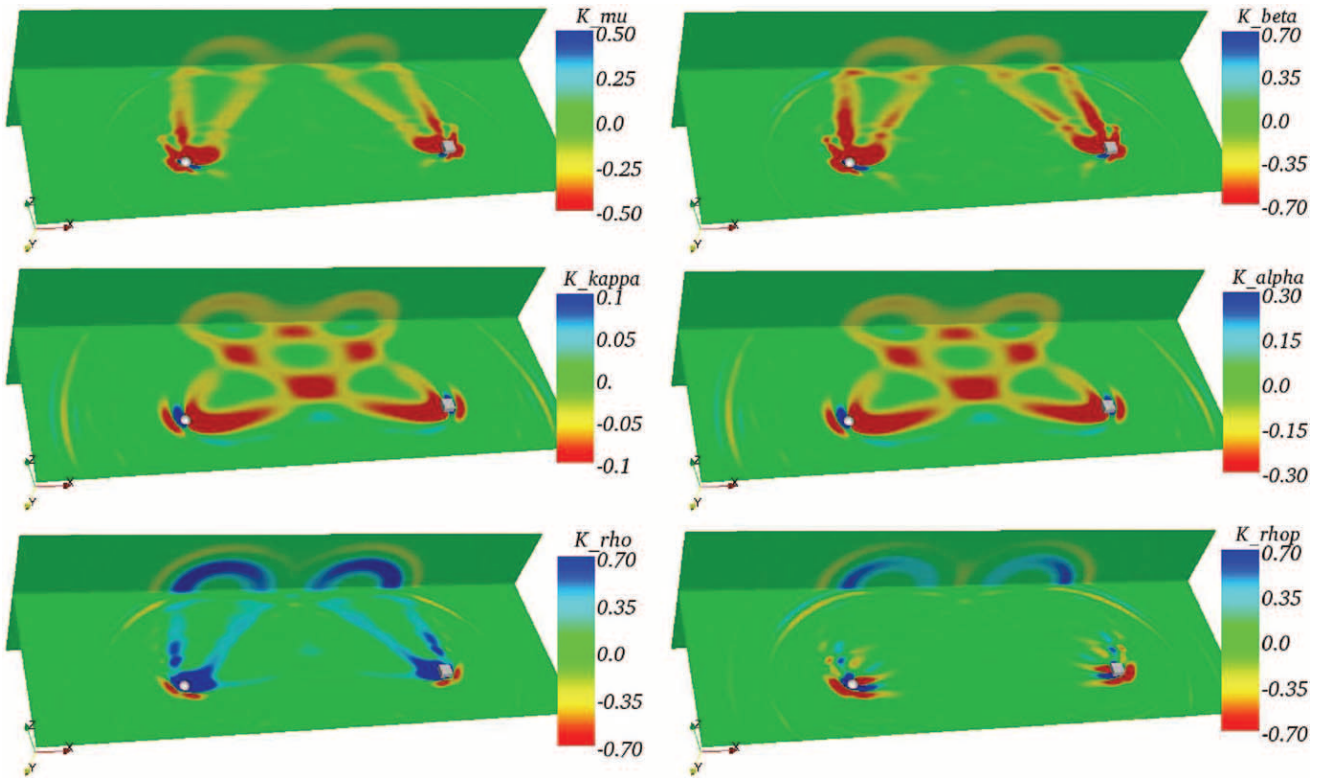 K_mu
0.50
0.25
0.0
-0.25
-0.50
Z
X
Y
K_beta
0.70
0.35
0.0
-0.35
-0.70
Z
X
Y
K_kappa
0.1
0.05
0.
-0.05
-0.1
Z
X
Y
K_alpha
0.30
0.15
0.0
-0.15
-0.30
Z
X
Y
K_rho
0.70
0.35
0.0
-0.35
-0.70
Z
X
Y
K_rhop
0.70
0.35
0.0
-0.35
-0.70
Z
X
Y